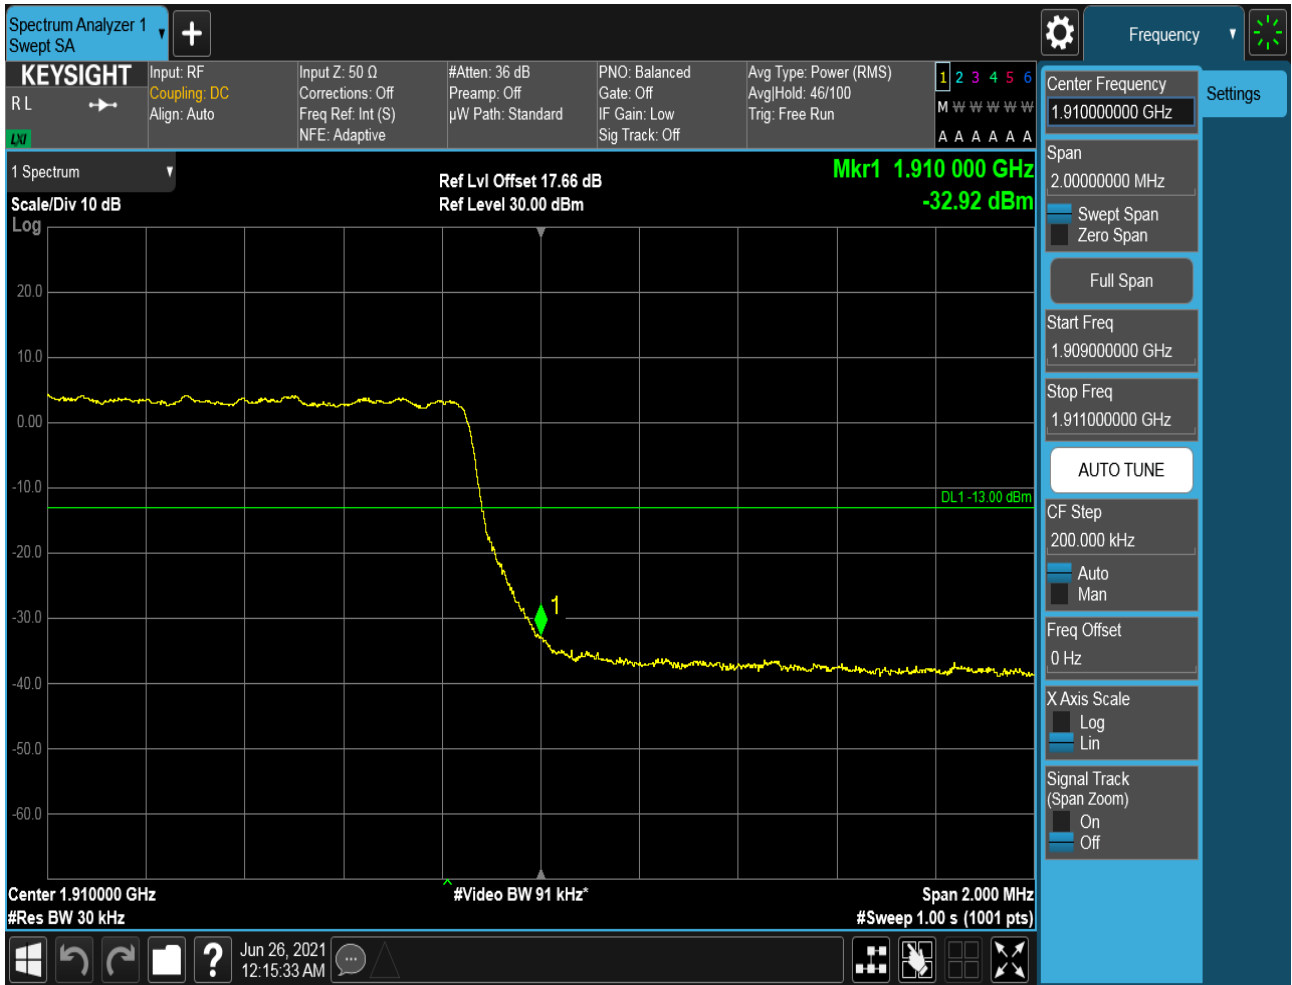 Spectrum Analyzer 1
Swept SA
+
Frequency
KEYSIGHT
R L
LXI
Input: RF
Coupling: DC
Align: Auto
Input Z: 50 Ω
Corrections: Off
Freq Ref: Int (S)
NFE: Adaptive
#Atten: 36 dB
Preamp: Off
µW Path: Standard
PNO: Balanced
Gate: Off
IF Gain: Low
Sig Track: Off
Avg Type: Power (RMS)
Avg|Hold: 46/100
Trig: Free Run
1 2 3 4 5 6
M W W W W W
A A A A A A
1 Spectrum
Scale/Div 10 dB
Log
Ref Lvl Offset 17.66 dB
Ref Level 30.00 dBm
Mkr1 1.910 000 GHz
-32.92 dBm
20.0
10.0
0.00
-10.0
DL1 -13.00 dBm
-20.0
1
-30.0
-40.0
-50.0
-60.0
Center 1.910000 GHz
#Res BW 30 kHz
#Video BW 91 kHz*
Span 2.000 MHz
#Sweep 1.00 s (1001 pts)
?
Jun 26, 2021
12:15:33 AM
Center Frequency
1.910000000 GHz
Settings
Span
2.00000000 MHz
Swept Span
Zero Span
Full Span
Start Freq
1.909000000 GHz
Stop Freq
1.911000000 GHz
AUTO TUNE
CF Step
200.000 kHz
Auto
Man
Freq Offset
0 Hz
X Axis Scale
Log
Lin
Signal Track
(Span Zoom)
On
Off